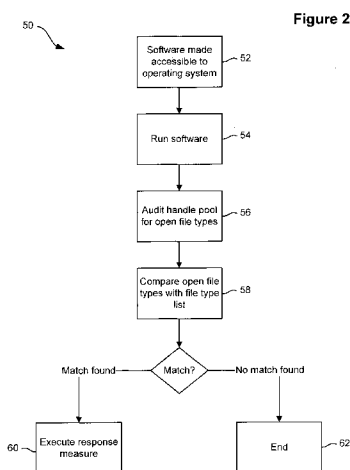 Figure 2
50
Software made
accessible to
operating system
52
Run software
54
Audit handle pool
for open file types
56
Compare open file
types with file type
list
58
Match found
Match?
No match found
60
Execute response
measure
End
62